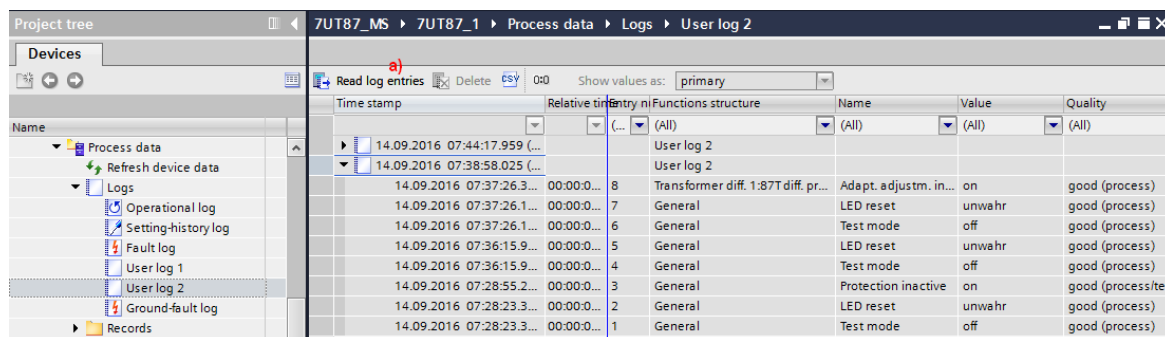 Project tree
7UT87_MS 7UT87_1 Process data Logs User log 2
Devices
a)
Read log entries Delete csv 0:0 Show values as: primary
Name
Time stamp Relative time Entry n Functions structure Name Value Quality
(... (All) (All) (All) (All)
Process data
Refresh device data
Logs
Operational log
Setting-history log
Fault log
User log 1
User log 2
Ground-fault log
Records
14.09.2016 07:44:17.959 (... User log 2
14.09.2016 07:38:58.025 (... User log 2
14.09.2016 07:37:26.3... 00:00:0... 8 Transformer diff. 1:87T diff. pr... Adapt. adjustm. in... on good (process)
14.09.2016 07:37:26.1... 00:00:0... 7 General LED reset unwahr good (process)
14.09.2016 07:37:26.1... 00:00:0... 6 General Test mode off good (process)
14.09.2016 07:36:15.9... 00:00:0... 5 General LED reset unwahr good (process)
14.09.2016 07:36:15.9... 00:00:0... 4 General Test mode off good (process)
14.09.2016 07:28:55.2... 00:00:0... 3 General Protection inactive on good (process/te
14.09.2016 07:28:23.3... 00:00:0... 2 General LED reset unwahr good (process)
14.09.2016 07:28:23.3... 00:00:0... 1 General Test mode off good (process)